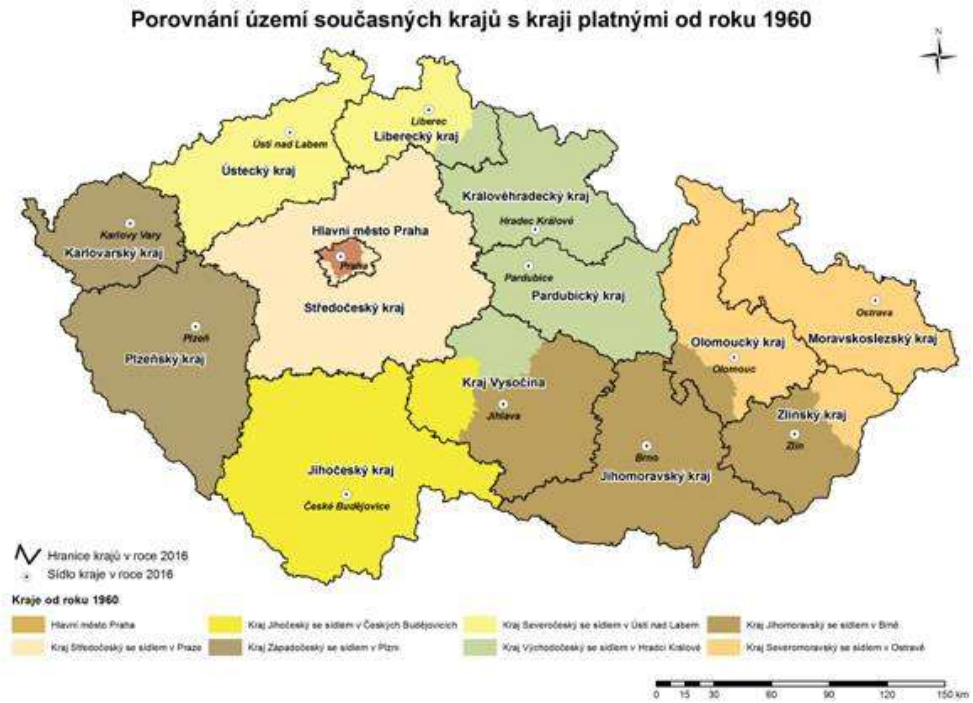 Porovnání území současných krajů s kraji platnými od roku 1960
N
Liberec
Liberecký kraj
Ústí nad Labem
Ústecký kraj
Královéhradecký kraj
Hradec Králové
Karlovy Vary
Karlovarský kraj
Hlavní město Praha
Praha
Pardubice
Pardubický kraj
Středočeský kraj
Ostrava
Moravskoslezský kraj
Plzeň
Plzeňský kraj
Olomoucký kraj
Olomouc
Kraj Vysočina
Jihlava
Zlínský kraj
Zlín
Brno
Jihomoravský kraj
Jihočeský kraj
České Budějovice
Hranice krajů v roce 2016
Sídlo kraje v roce 2016
Kraje od roku 1960
Hlavní město Praha
Kraj Jihočeský se sídlem v Českých Budějovicích
Kraj Severočeský se sídlem v Ústí nad Labem
Kraj Jihomoravský se sídlem v Brně
Kraj Středočeský se sídlem v Praze
Kraj Západočeský se sídlem v Plzni
Kraj Východočeský se sídlem v Hradci Králové
Kraj Severomoravský se sídlem v Ostravě
0 15 30 60 90 120 150 km